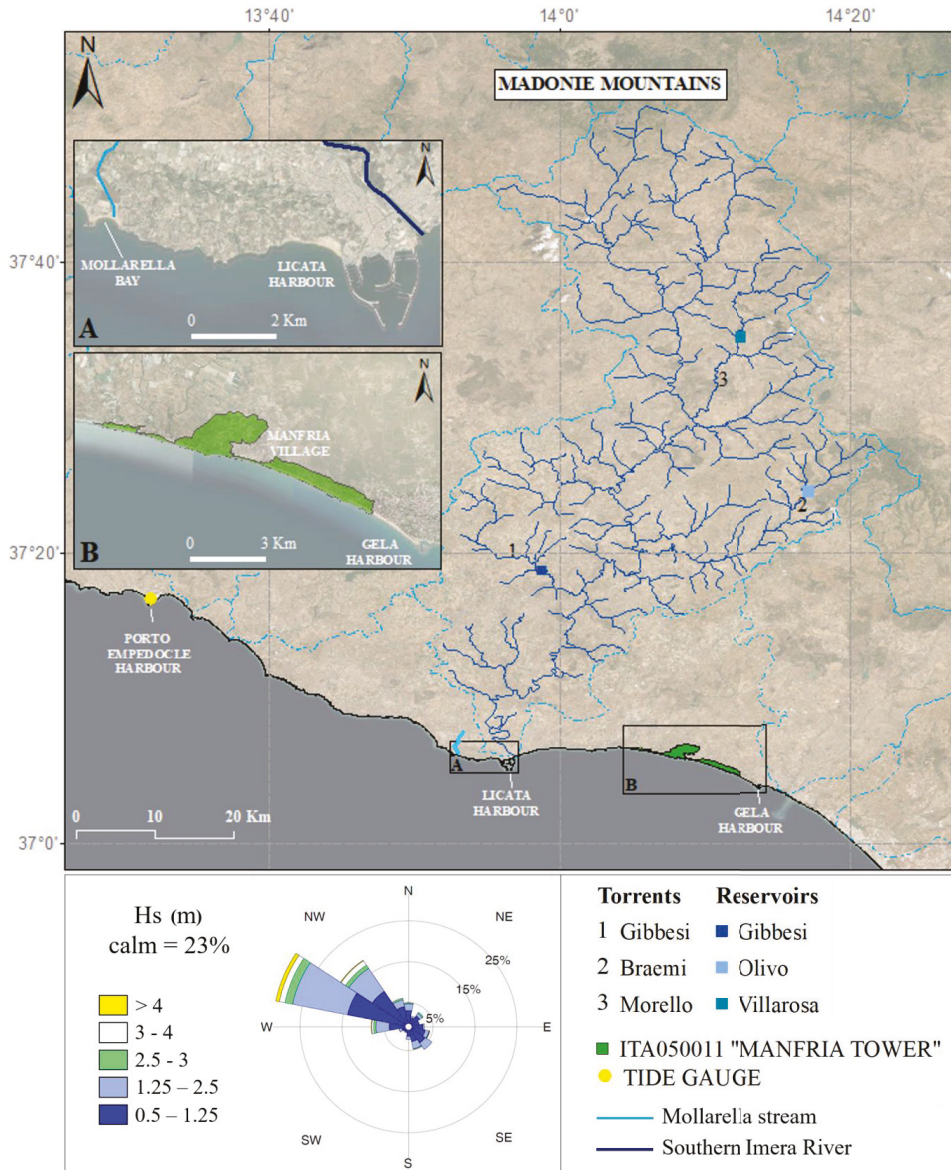 13°40' 14°0' 14°20'
N
MADONIE MOUNTAINS
N
MOLLARELLA
BAY
LICATA
HARBOUR
0 2 Km
A
37°40'
N
MANFRIA
VILLAGE
0 3 Km
GELA
HARBOUR
B
3
2
1
37°20'
PORTO
EMPEDOCLE
HARBOUR
A
LICATA
HARBOUR
B
GELA
HARBOUR
0 10 20 Km
37°0'
Hs (m)
calm = 23%
> 4
3 - 4
2.5 - 3
1.25 – 2.5
0.5 – 1.25
N
NW NE
25%
15%
5%
W E
SW SE
S
Torrents Reservoirs
1 Gibbesi Gibbesi
2 Braemi Olivo
3 Morello Villarosa
ITA050011 "MANFRIA TOWER"
TIDE GAUGE
Mollarella stream
Southern Imera River